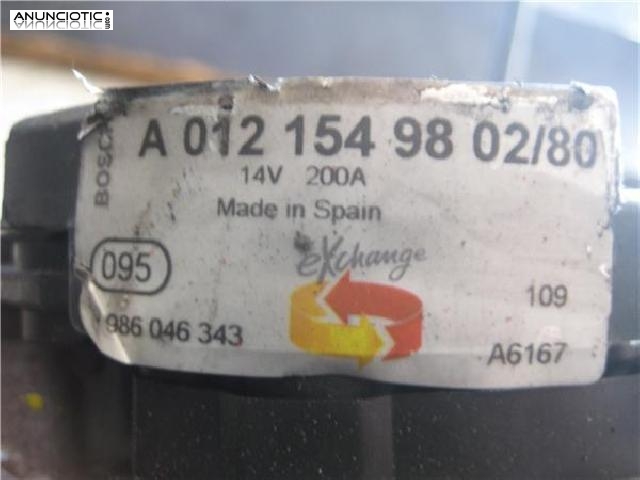 ANUNCIOTIC
.com
BOSCH
A 012 154 98 02/80
14V 200A
Made in Spain
eXchange
095
109
986 046 343
A6167